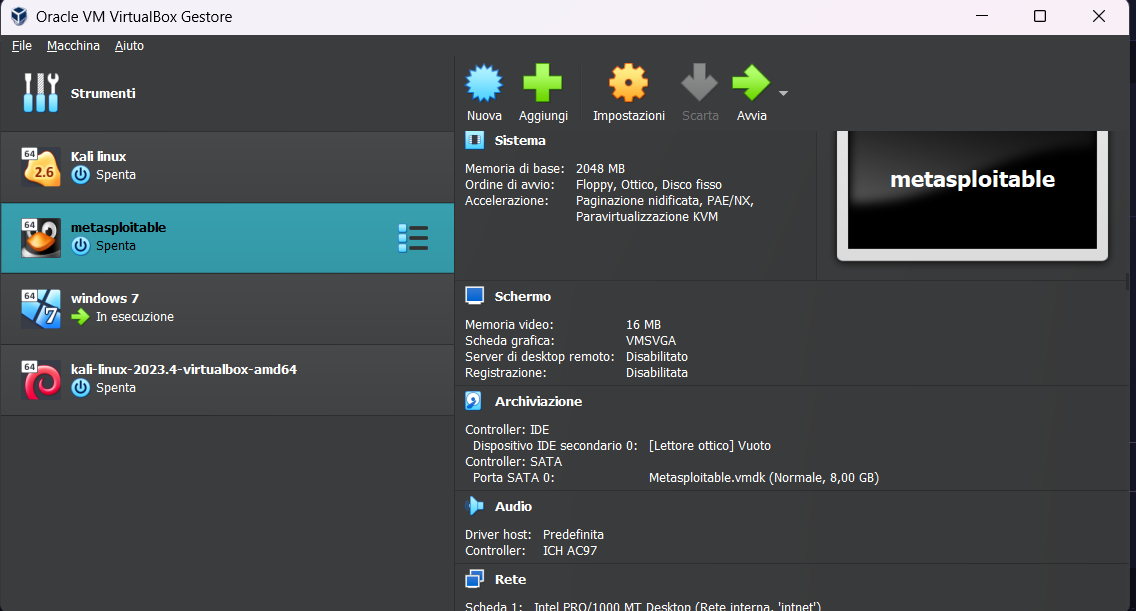 Oracle VM VirtualBox Gestore
File Macchina Aiuto
Strumenti
Nuova Aggiungi Impostazioni Scarta Avvia
64
2.6
Kali linux
Spenta
64
metasploitable
Spenta
64
7
windows 7
In esecuzione
64
kali-linux-2023.4-virtualbox-amd64
Spenta
Sistema
Memoria di base: 2048 MB
Ordine di avvio: Floppy, Ottico, Disco fisso
Accelerazione: Paginazione nidificata, PAE/NX,
Paravirtualizzazione KVM
metasploitable
Schermo
Memoria video: 16 MB
Scheda grafica: VMSVGA
Server di desktop remoto: Disabilitato
Registrazione: Disabilitata
Archiviazione
Controller: IDE
Dispositivo IDE secondario 0: [Lettore ottico] Vuoto
Controller: SATA
Porta SATA 0: Metasploitable.vmdk (Normale, 8,00 GB)
Audio
Driver host: Predefinita
Controller: ICH AC97
Rete
Scheda 1: Intel PRO/1000 MT Desktop (Rete interna, 'intnet')